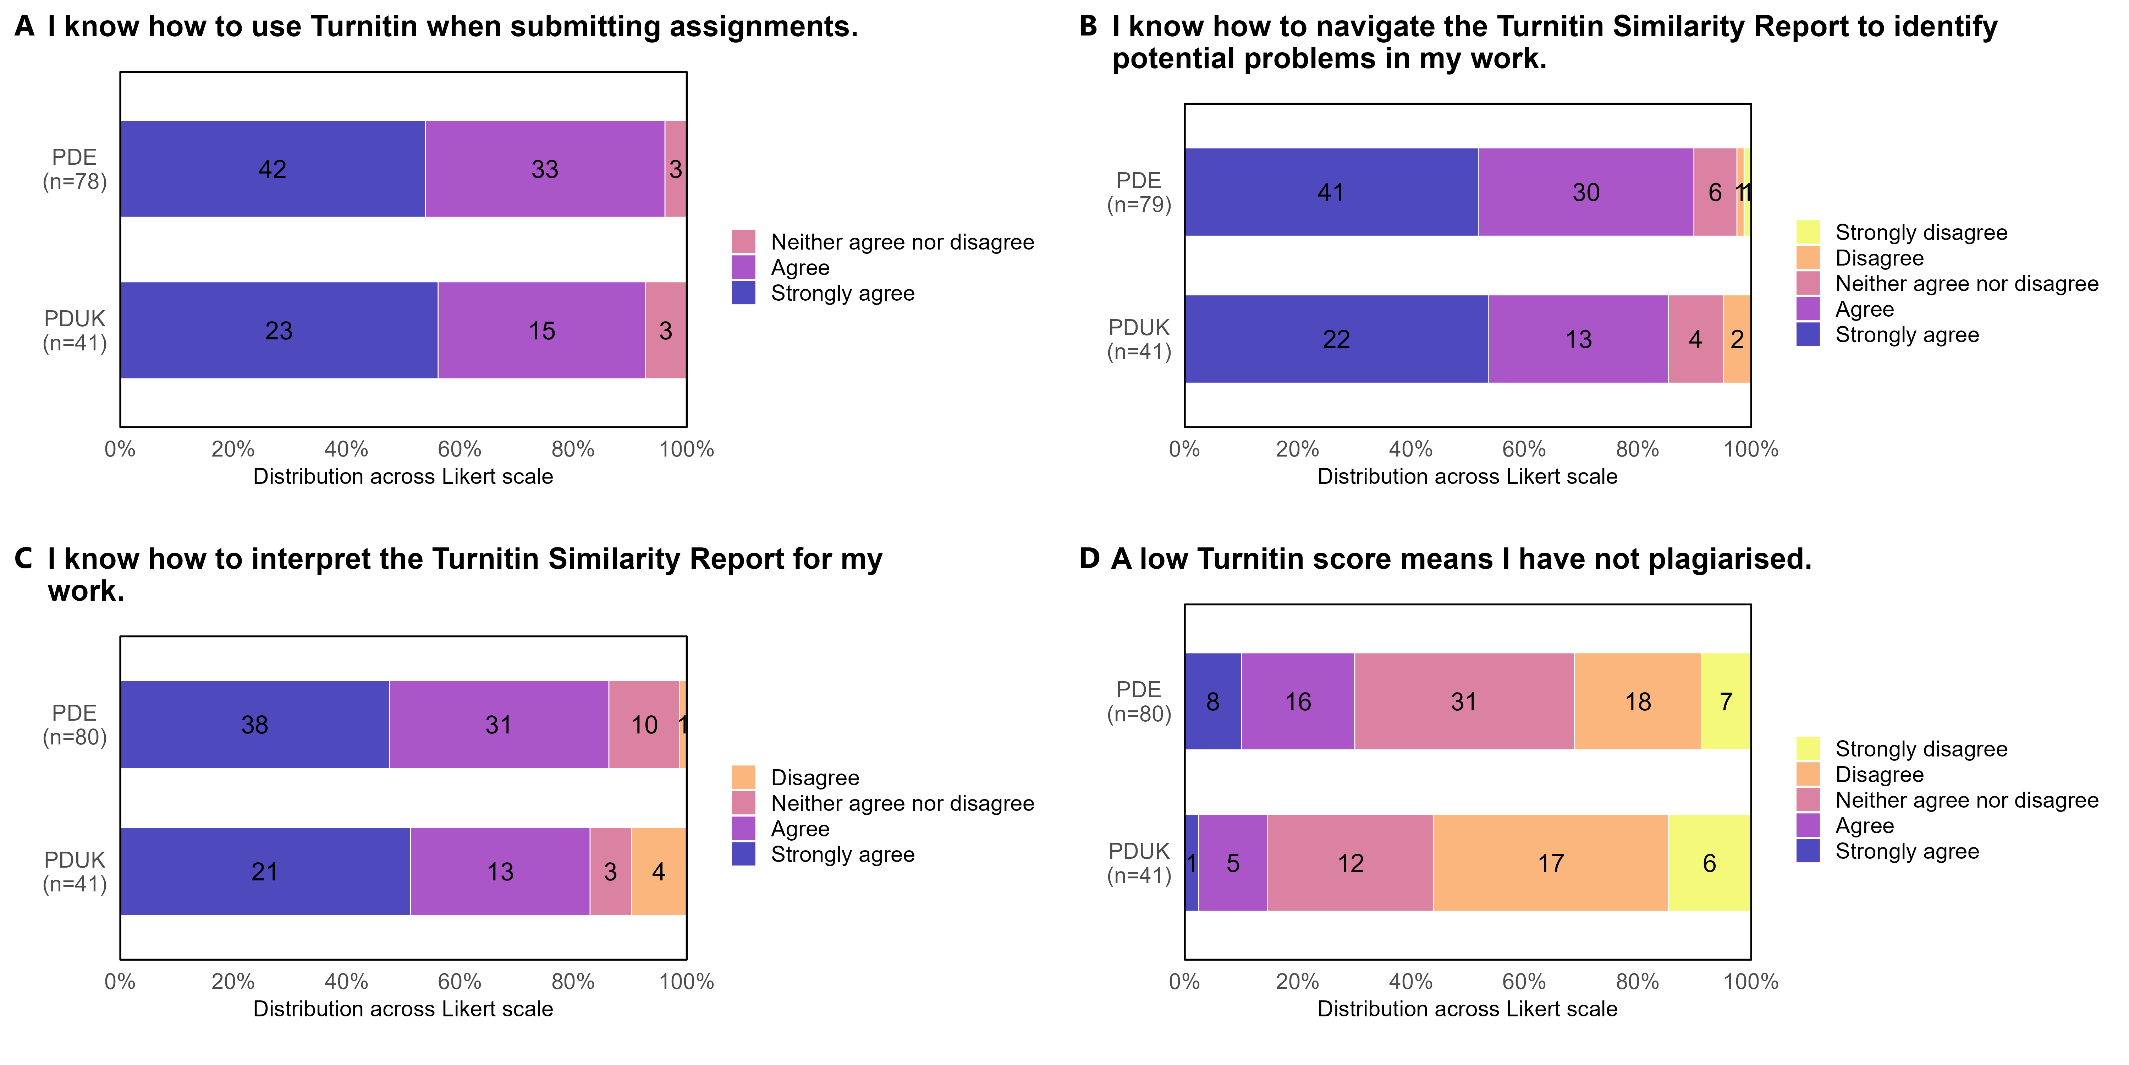 A I know how to use Turnitin when submitting assignments.
PDE
(n=78)
42 33 3
PDUK
(n=41)
23 15 3
Neither agree nor disagree
Agree
Strongly agree
0% 20% 40% 60% 80% 100%
Distribution across Likert scale
B I know how to navigate the Turnitin Similarity Report to identify
potential problems in my work.
PDE
(n=79)
41 30 6 1 1
PDUK
(n=41)
22 13 4 2
Strongly disagree
Disagree
Neither agree nor disagree
Agree
Strongly agree
0% 20% 40% 60% 80% 100%
Distribution across Likert scale
C I know how to interpret the Turnitin Similarity Report for my
work.
PDE
(n=80)
38 31 10 1
PDUK
(n=41)
21 13 3 4
Disagree
Neither agree nor disagree
Agree
Strongly agree
0% 20% 40% 60% 80% 100%
Distribution across Likert scale
D A low Turnitin score means I have not plagiarised.
PDE
(n=80)
8 16 31 18 7
PDUK
(n=41)
1 5 12 17 6
Strongly disagree
Disagree
Neither agree nor disagree
Agree
Strongly agree
0% 20% 40% 60% 80% 100%
Distribution across Likert scale